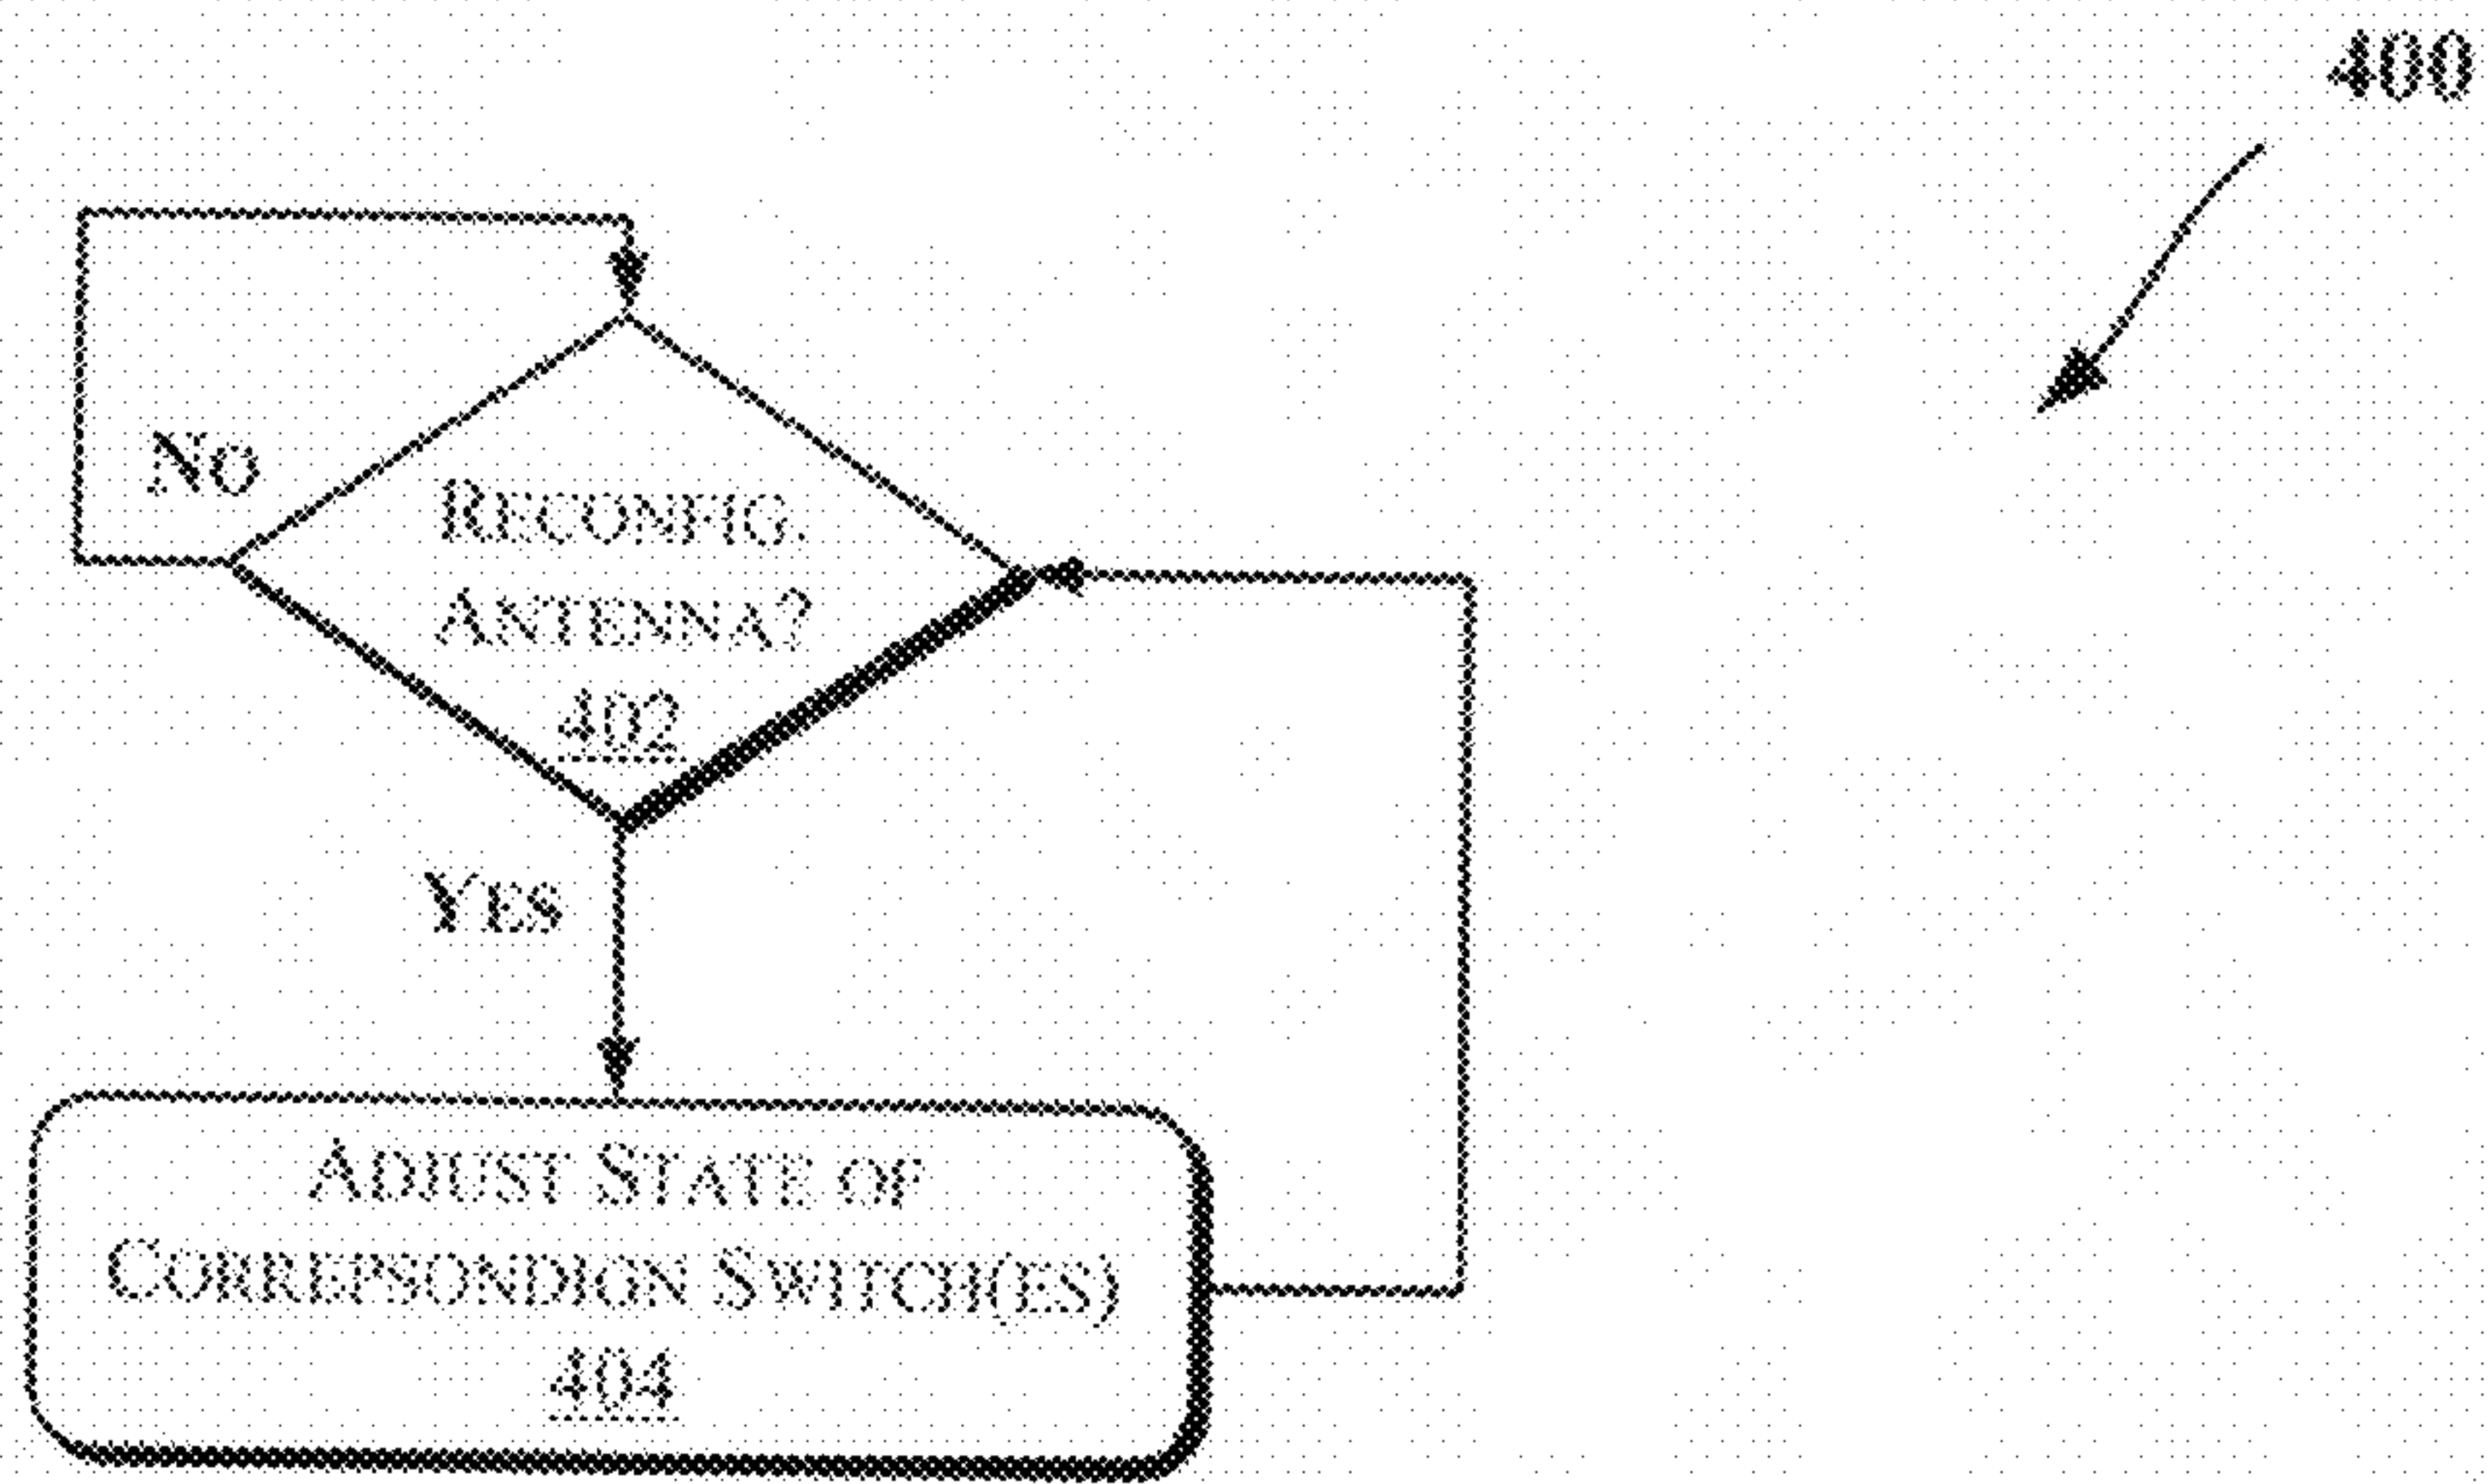 400
No
RECONFIG.
ANTENNA?
402
YES
ADJUST STATE OF
CORREPSONDIGN SWITCH(ES)
404